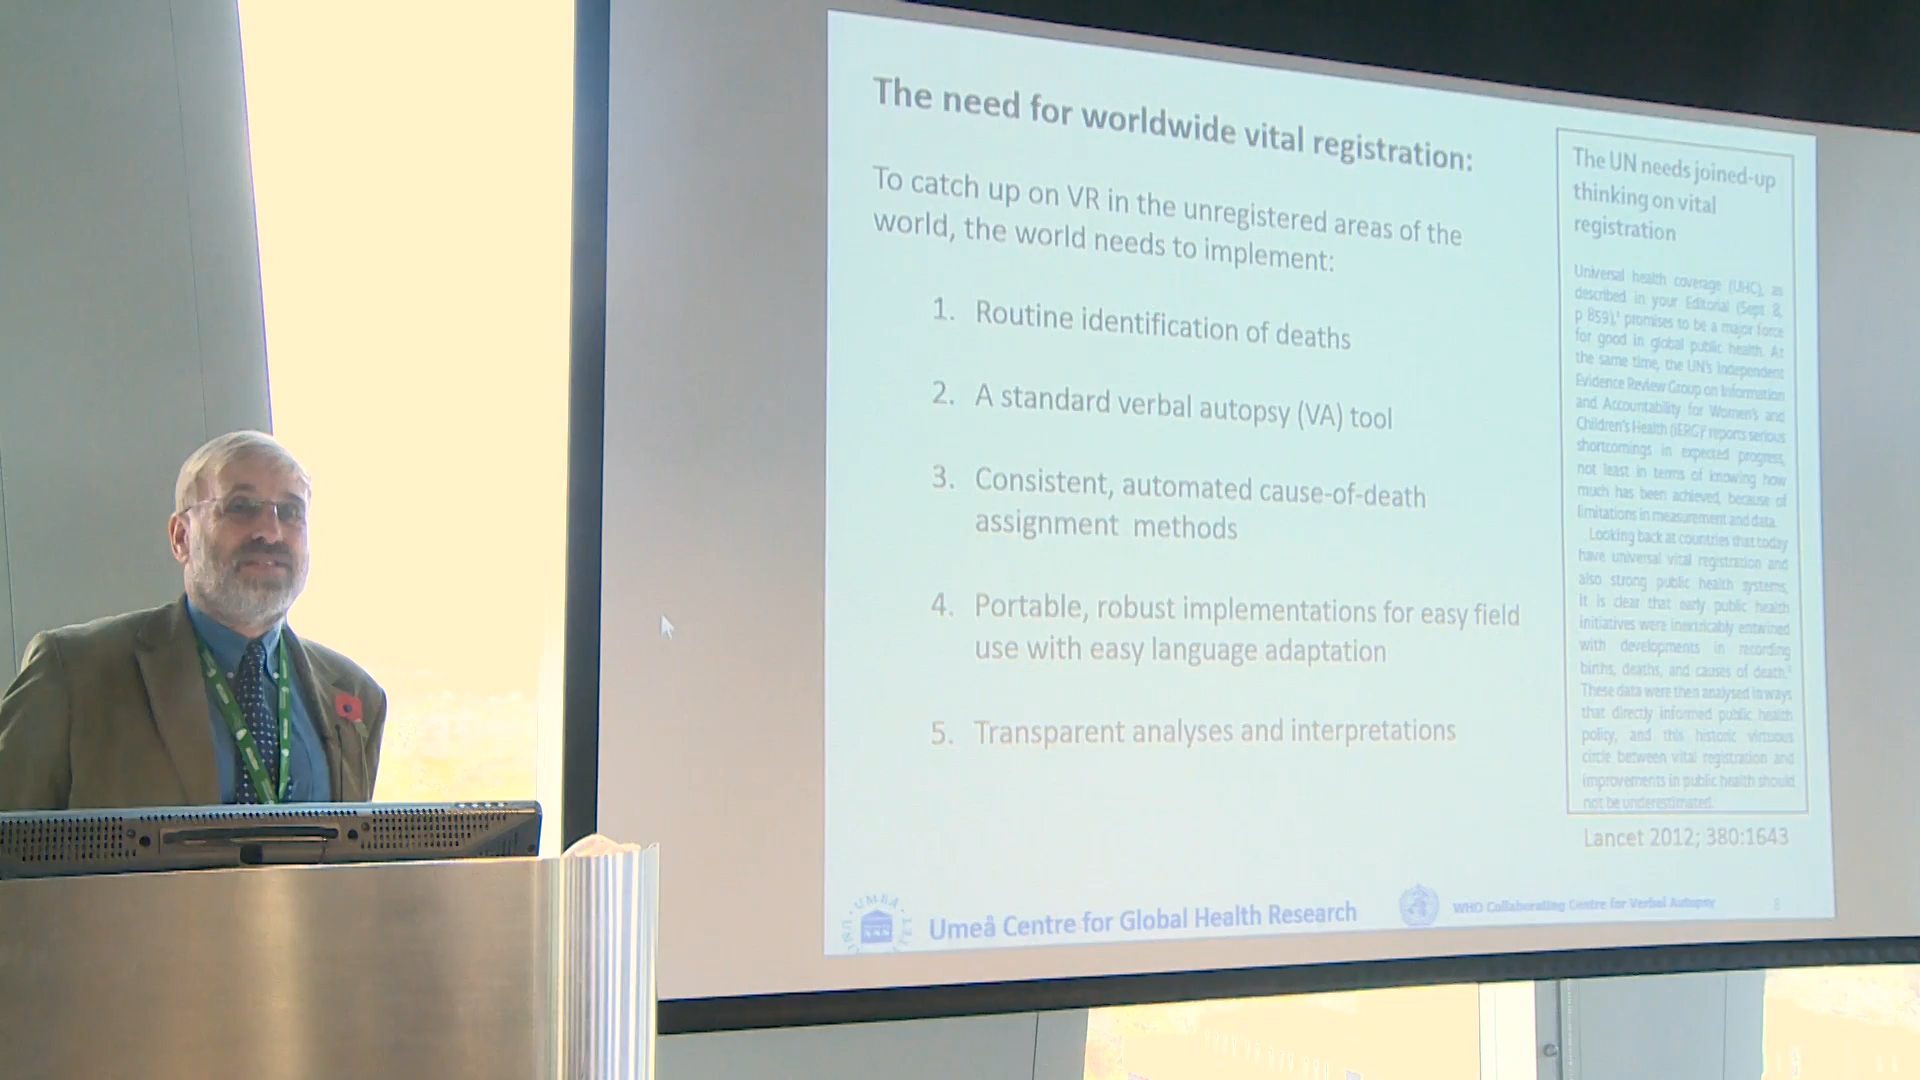 The need for worldwide vital registration:
To catch up on VR in the unregistered areas of the
world, the world needs to implement:
1. Routine identification of deaths
2. A standard verbal autopsy (VA) tool
3. Consistent, automated cause-of-death
assignment methods
4. Portable, robust implementations for easy field
use with easy language adaptation
5. Transparent analyses and interpretations
The UN needs joined-up
thinking on vital
registration
Universal health coverage (UHC), as
described in your Editorial (Sept 8,
p 859),¹ promises to be a major force
for good in global public health. At
the same time, the UN's independent
Evidence Review Group on Information
and Accountability for Women's and
Children's Health (iERG)² reports serious
shortcomings in expected progress,
not least in terms of knowing how
much has been achieved, because of
limitations in measurement and data.
Looking back at countries that today
have universal vital registration and
also strong public health systems,
it is clear that early public health
initiatives were inextricably entwined
with developments in recording
births, deaths, and causes of death.³
These data were then analysed in ways
that directly informed public health
policy, and this historic virtuous
circle between vital registration and
improvements in public health should
not be underestimated.
Lancet 2012; 380:1643
UMEÅ
Umeå Centre for Global Health Research
WHO Collaborating Centre for Verbal Autopsy
8